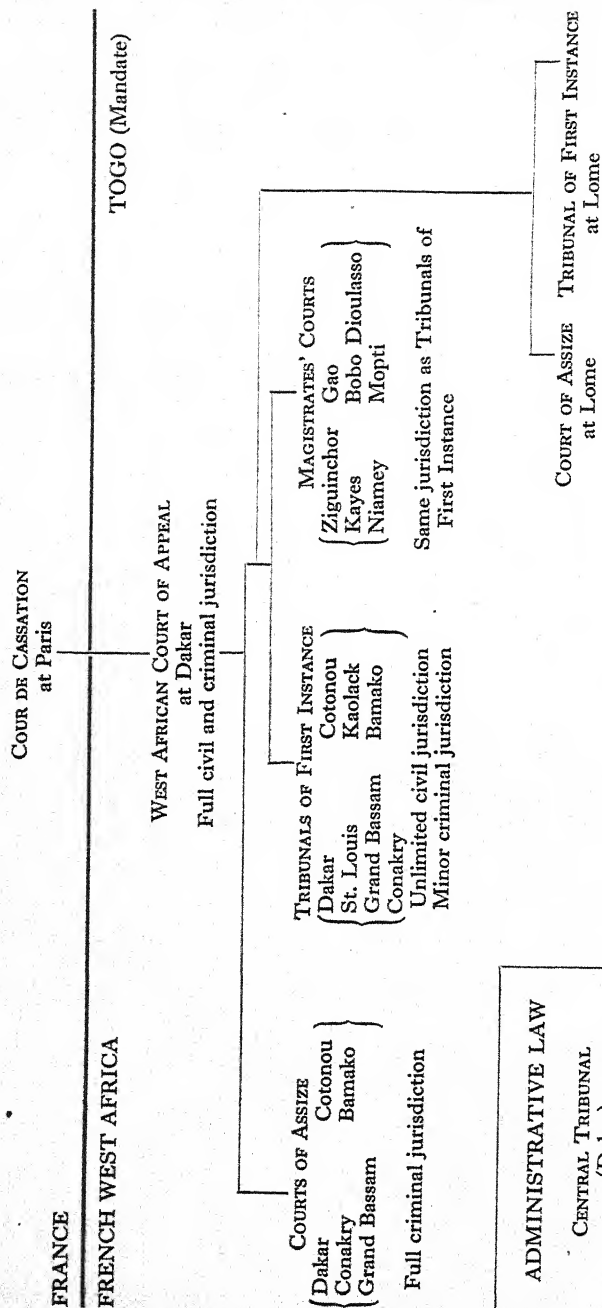 COUR DE CASSATION
at Paris
FRANCE
FRENCH WEST AFRICA
TOGO (Mandate)
WEST AFRICAN COURT OF APPEAL
at Dakar
Full civil and criminal jurisdiction
COURTS OF ASSIZE
Dakar Cotonou
Conakry Bamako
Grand Bassam
Full criminal jurisdiction
TRIBUNALS OF FIRST INSTANCE
Dakar Cotonou
St. Louis Kaolack
Grand Bassam Bamako
Conakry
Unlimited civil jurisdiction
Minor criminal jurisdiction
MAGISTRATES' COURTS
Ziguinchor Gao
Kayes Bobo Dioulasso
Niamey Mopti
Same jurisdiction as Tribunals of
First Instance
COURT OF ASSIZE
at Lome
TRIBUNAL OF FIRST INSTANCE
at Lome
ADMINISTRATIVE LAW
CENTRAL TRIBUNAL